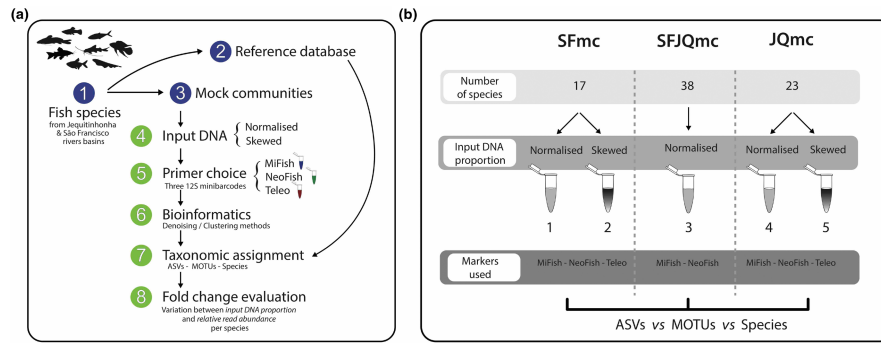 (a)
1
Fish species
from Jequitinhonha
& São Francisco
rivers basins
2 Reference database
3 Mock communities
4 Input DNA
Normalised
Skewed
5 Primer choice
Three 12S minibarcodes
MiFish
NeoFish
Teleo
6 Bioinformatics
Denoising / Clustering methods
7 Taxonomic assignment
ASVs - MOTUs - Species
8 Fold change evaluation
Variation between input DNA proportion
and relative read abundance
per species
(b)
SFmc SFJQmc JQmc
Number
of species
17 38 23
Input DNA
proportion
Normalised Skewed Normalised Normalised Skewed
1 2 3 4 5
Markers
used
MiFish - NeoFish - Teleo MiFish - NeoFish MiFish - NeoFish - Teleo
ASVs vs MOTUs vs Species